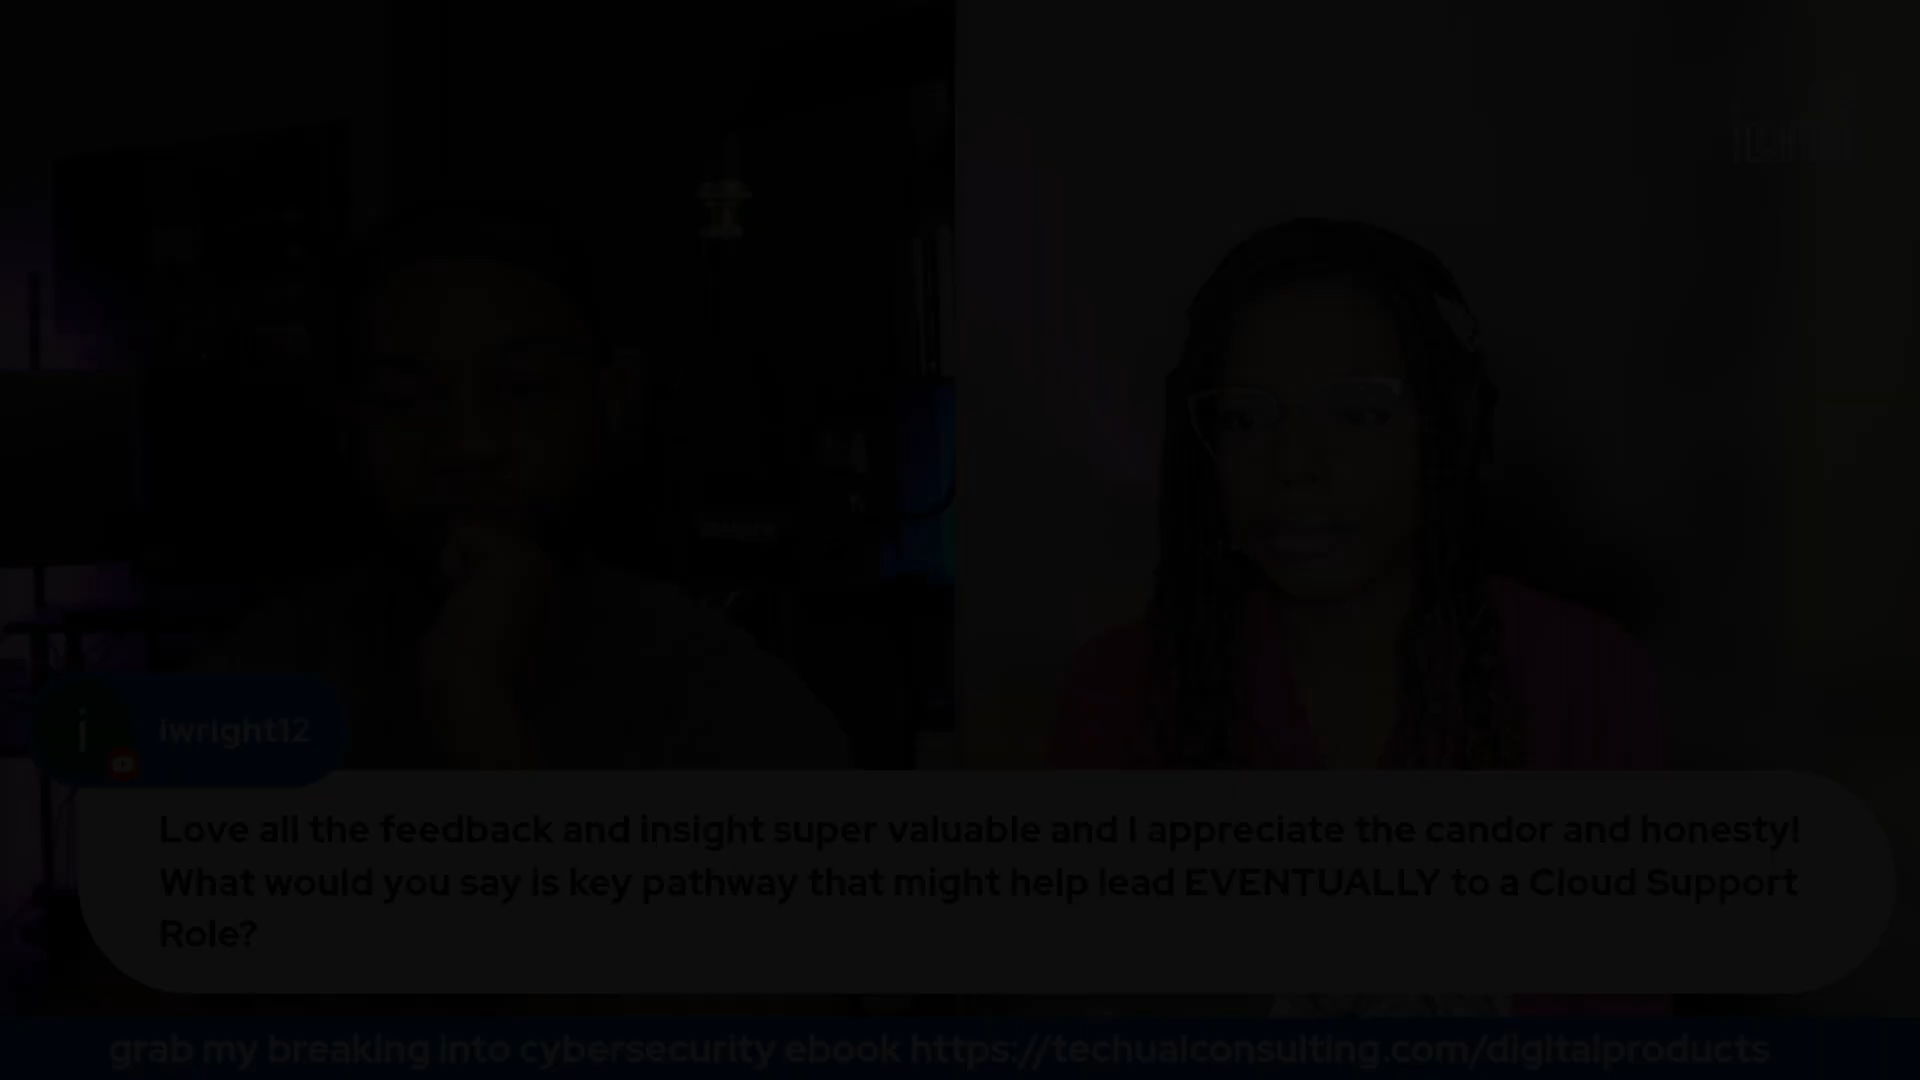 iwright12
Love all the feedback and insight super valuable and I appreciate the candor and honesty!
What would you say is key pathway that might help lead EVENTUALLY to a Cloud Support
Role?
grab my breaking into cybersecurity ebook https://techualconsulting.com/digitalproducts